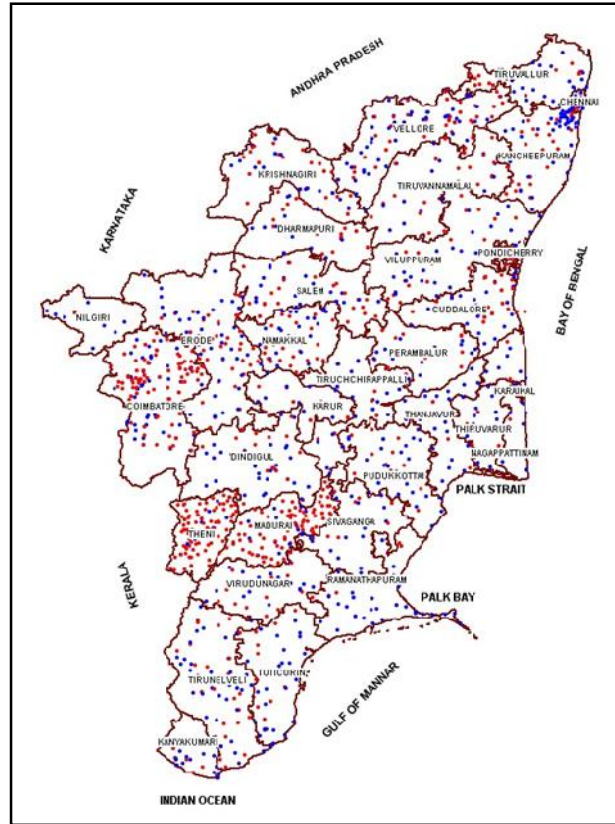 ANDHRA PRADESH
TIRUVALLUR
CHENNAI
VELLORE
KANCHEEPURAM
KRISHNAGIRI
TIRUVANNAMALAI
KARNATAKA
DHARMAPURI
PONDICHERRY
VILUPPURAM
BAY OF BENGAL
SALEM
NILGIRI
CUDDALORE
ERODE
NAMAKKAL
PERAMBALUR
TIRUCHCHIRAPPALLI
KARAIKAL
COIMBATORE
KARUR
THANJAVUR
THIRUVARUR
NAGAPPATTINAM
DINDIGUL
PUDUKKOTTAI
PALK STRAIT
MADURAI
SIVAGANGA
THENI
KERALA
VIRUDUNAGAR
RAMANATHAPURAM
PALK BAY
TUTICORIN
TIRUNELVELI
GULF OF MANNAR
KANYAKUMARI
INDIAN OCEAN